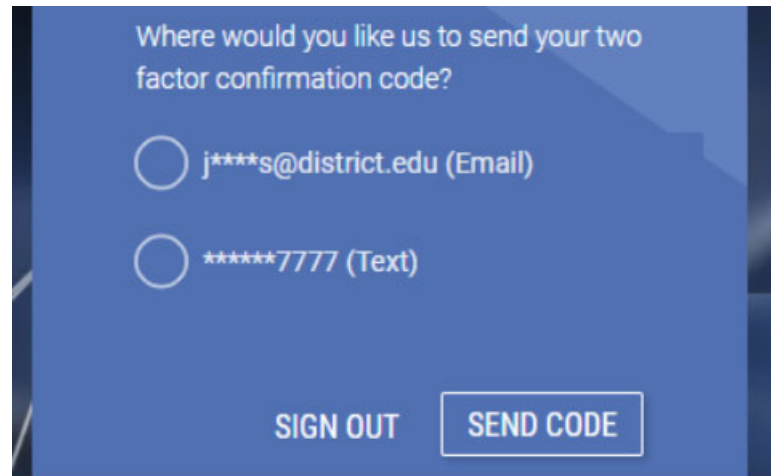 Where would you like us to send your two
factor confirmation code?
j****s@district.edu (Email)
******7777 (Text)
SIGN OUT
SEND CODE